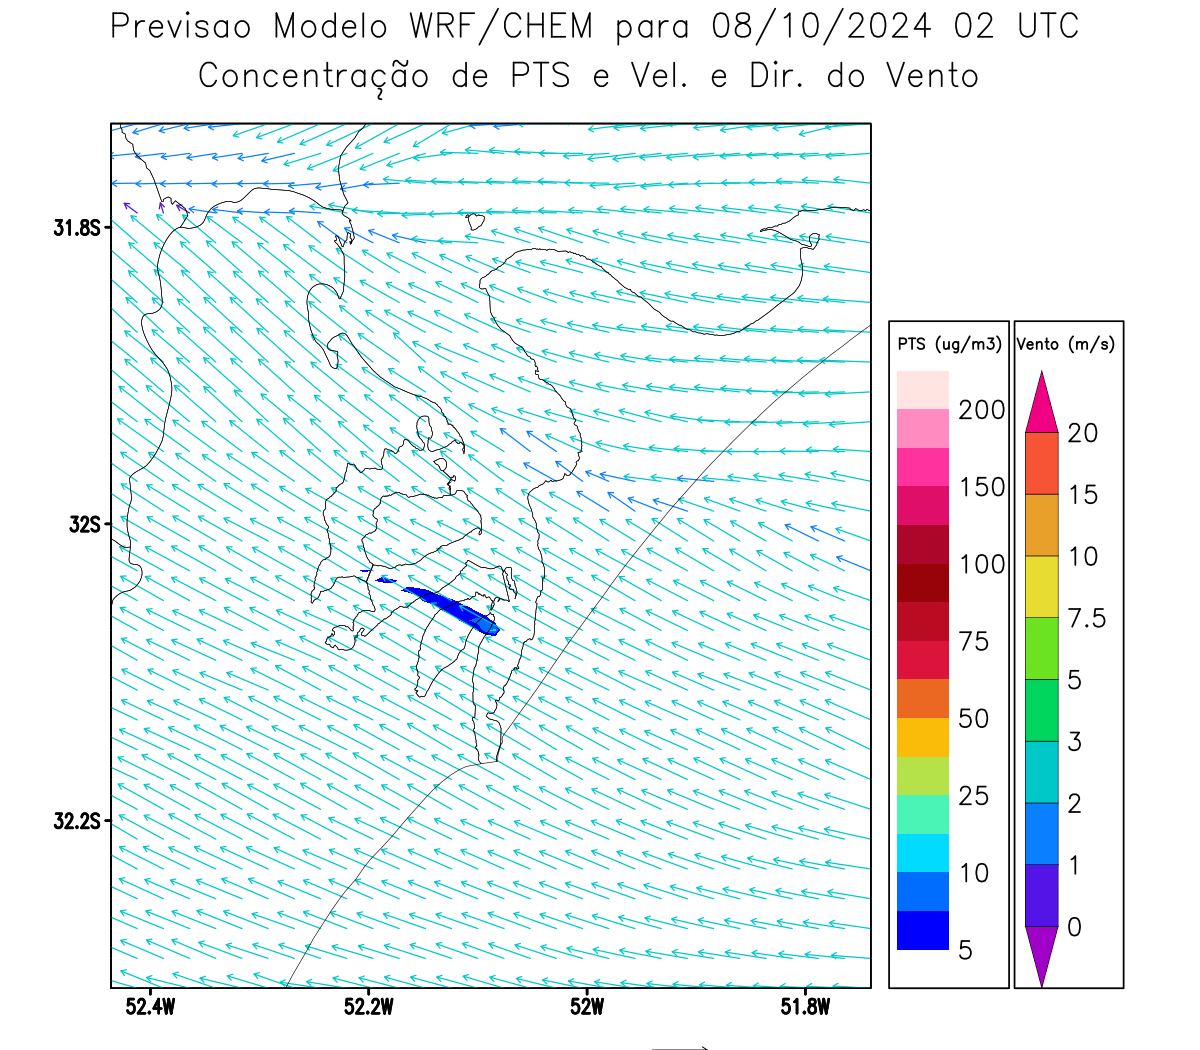 Previsao Modelo WRF/CHEM para 08/10/2024 02 UTC
Concentração de PTS e Vel. e Dir. do Vento
31.8S
32S
32.2S
52.4W 52.2W 52W 51.8W
PTS (ug/m3)
200
150
100
75
50
25
10
5
Vento (m/s)
20
15
10
7.5
5
3
2
1
0